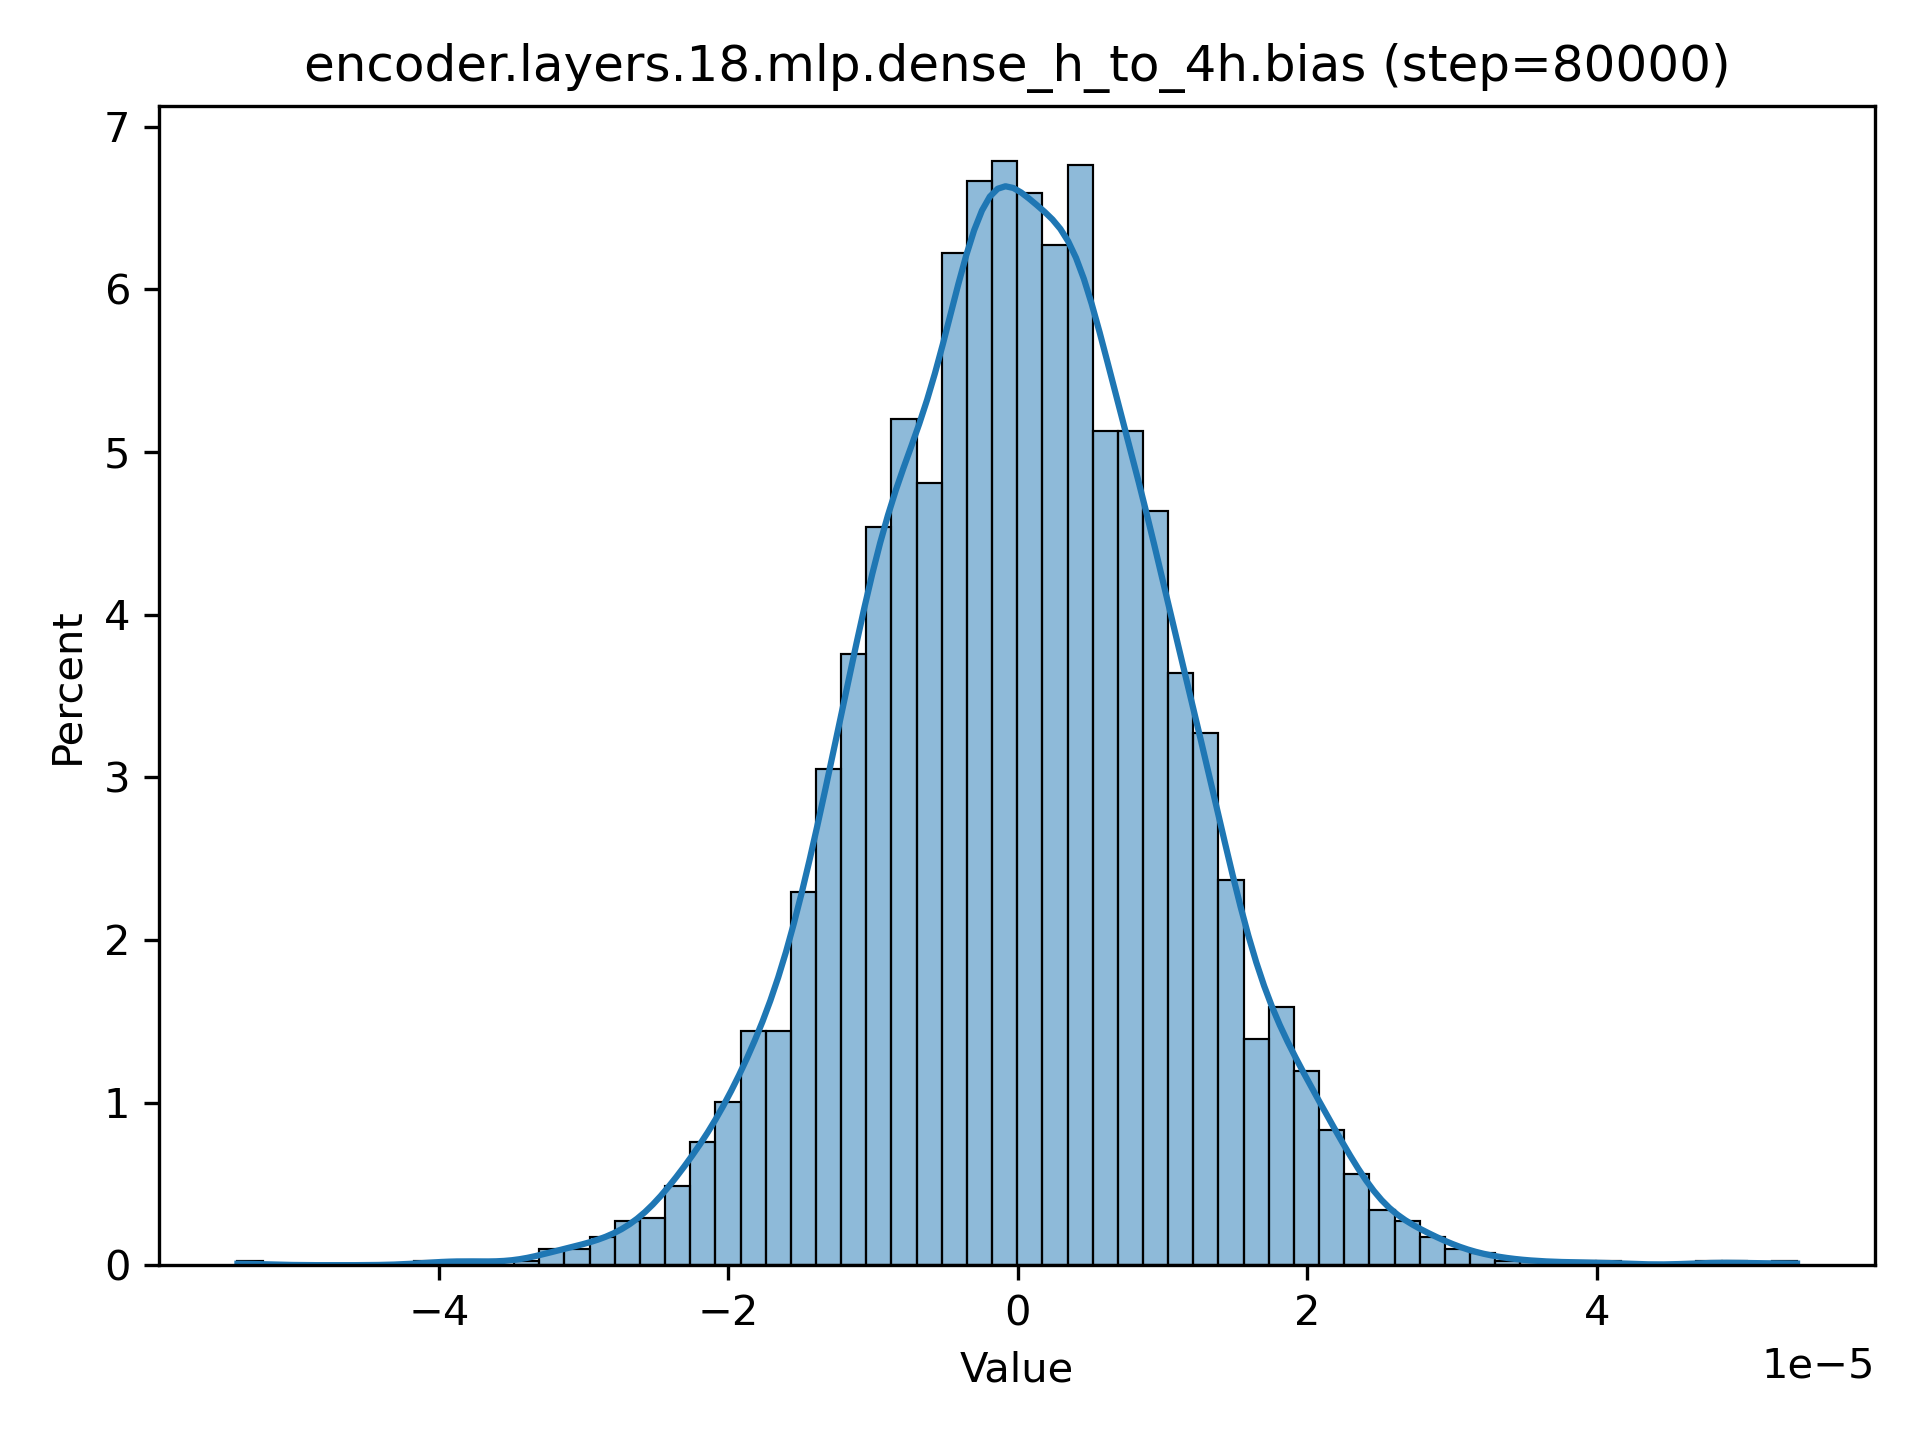 encoder.layers.18.mlp.dense_h_to_4h.bias (step=80000)
7
6
5
4
3
2
1
0
Percent
−4 −2 0 2 4
Value
1e−5